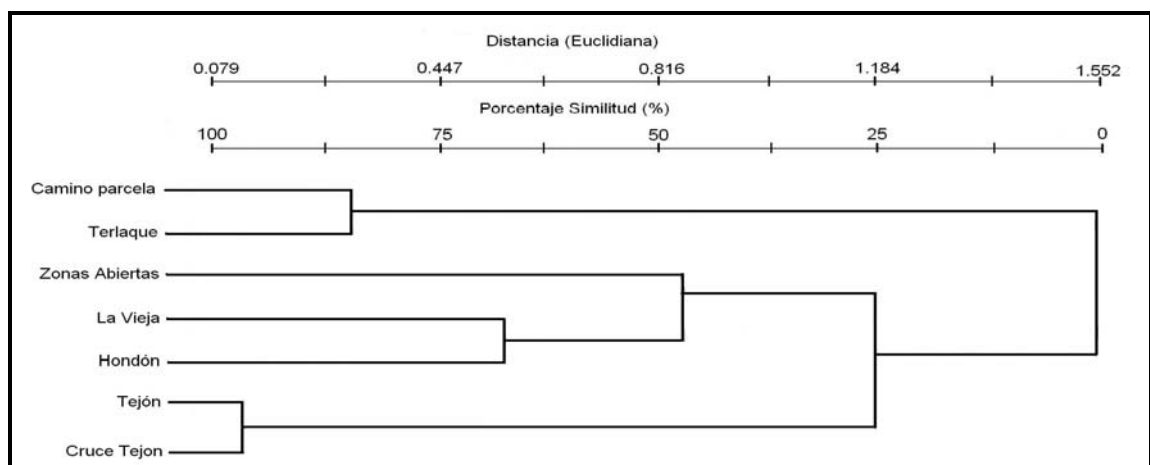 Distancia (Euclidiana)
0.079 0.447 0.816 1.184 1.552
Porcentaje Similitud (%)
100 75 50 25 0
Camino parcela
Terlaque
Zonas Abiertas
La Vieja
Hondón
Tejón
Cruce Tejon